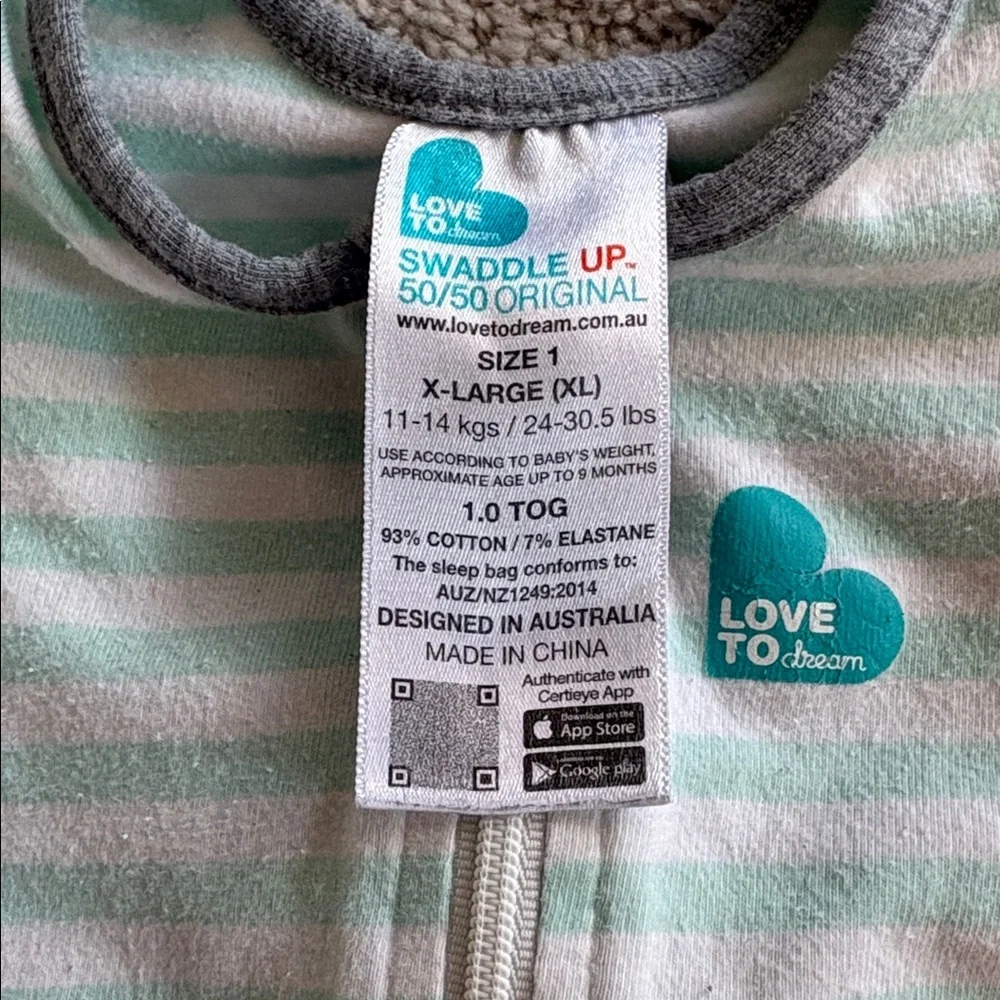 LOVE
TO dream
SWADDLE UP™
50/50 ORIGINAL
www.lovetodream.com.au
SIZE 1
X-LARGE (XL)
11-14 kgs / 24-30.5 lbs
USE ACCORDING TO BABY'S WEIGHT,
APPROXIMATE AGE UP TO 9 MONTHS
1.0 TOG
93% COTTON / 7% ELASTANE
The sleep bag conforms to:
AUZ/NZ1249:2014
DESIGNED IN AUSTRALIA
MADE IN CHINA
Authenticate with
Certieye App
Download on the
App Store
Google play
LOVE
TO dream